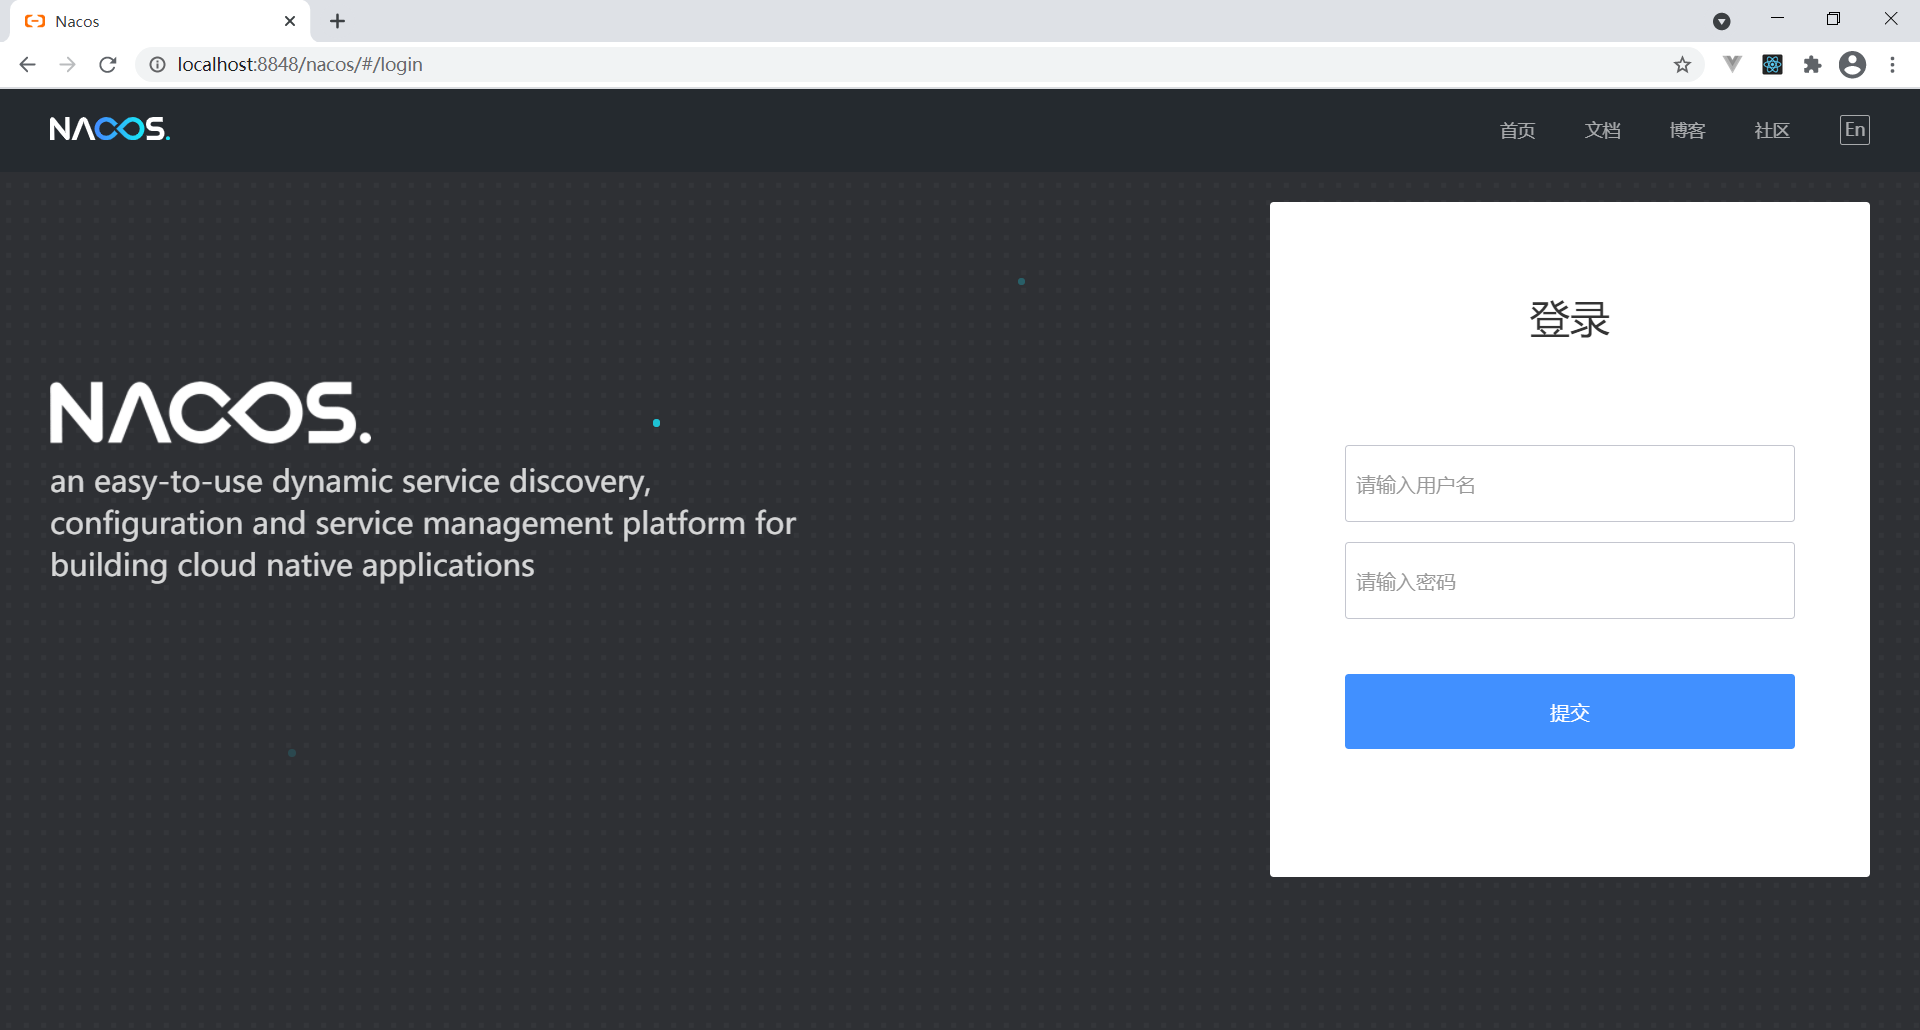 Nacos
localhost:8848/nacos/#/login
NACOS.
首页
文档
博客
社区
En
登录
NACOS.
an easy-to-use dynamic service discovery,
configuration and service management platform for
building cloud native applications
请输入用户名
请输入密码
提交